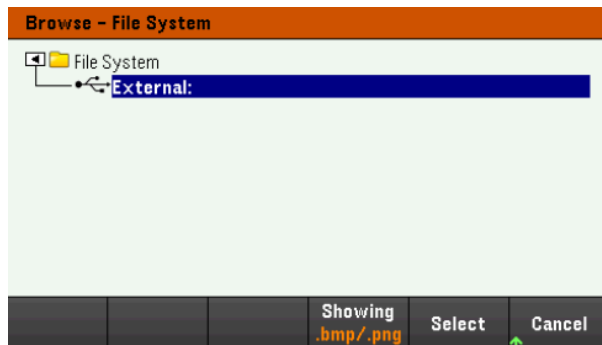 Browse - File System
File System
External:
Showing
.bmp/.png
Select
Cancel